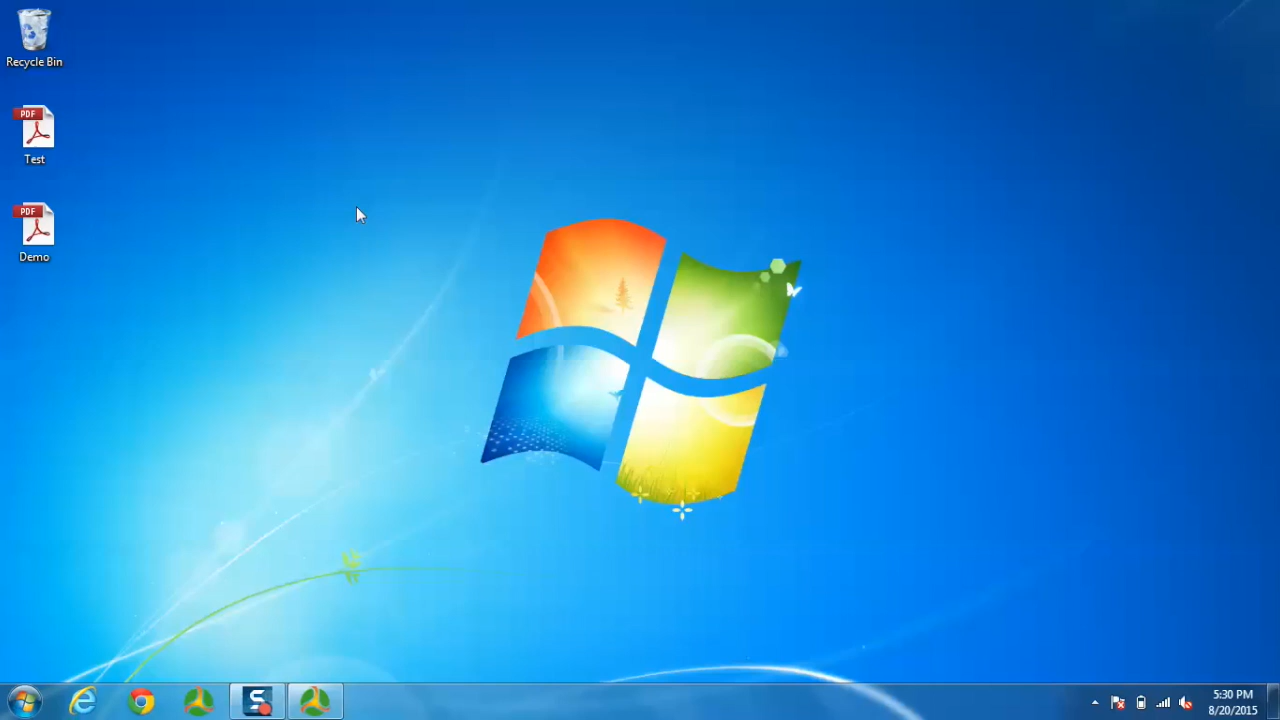 Recycle Bin
PDF
Test
PDF
Demo
5:30 PM
8/20/2015